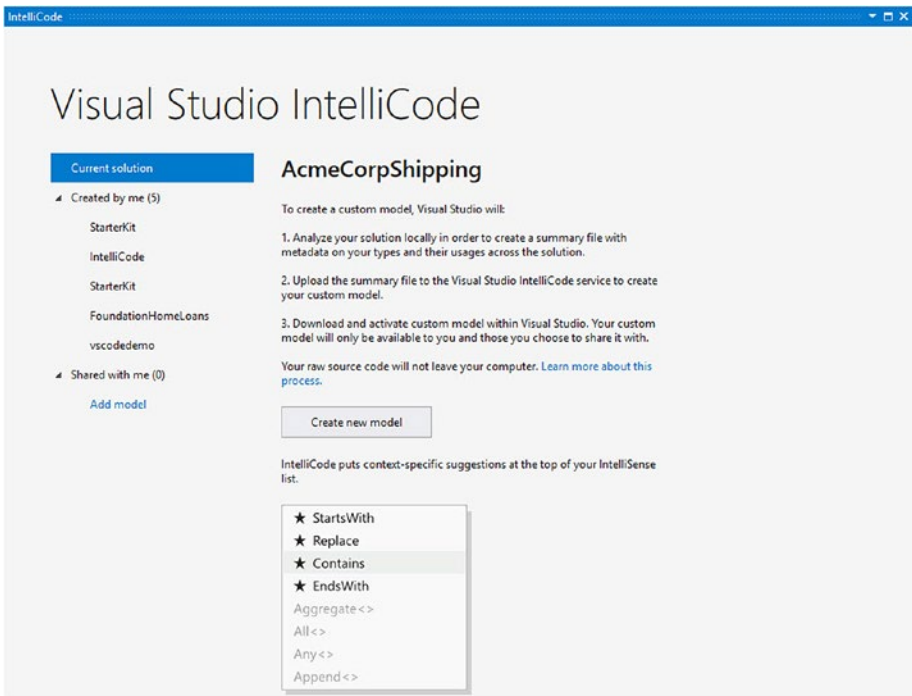 IntelliCode
Visual Studio IntelliCode
Current solution
Created by me (5)
StarterKit
IntelliCode
StarterKit
FoundationHomeLoans
vscodedemo
Shared with me (0)
Add model
AcmeCorpShipping
To create a custom model, Visual Studio will:
1. Analyze your solution locally in order to create a summary file with
metadata on your types and their usages across the solution.
2. Upload the summary file to the Visual Studio IntelliCode service to create
your custom model.
3. Download and activate custom model within Visual Studio. Your custom
model will only be available to you and those you choose to share it with.
Your raw source code will not leave your computer. Learn more about this
process.
Create new model
IntelliCode puts context-specific suggestions at the top of your IntelliSense
list.
★ StartsWith
★ Replace
★ Contains
★ EndsWith
Aggregate<>
All<>
Any<>
Append<>